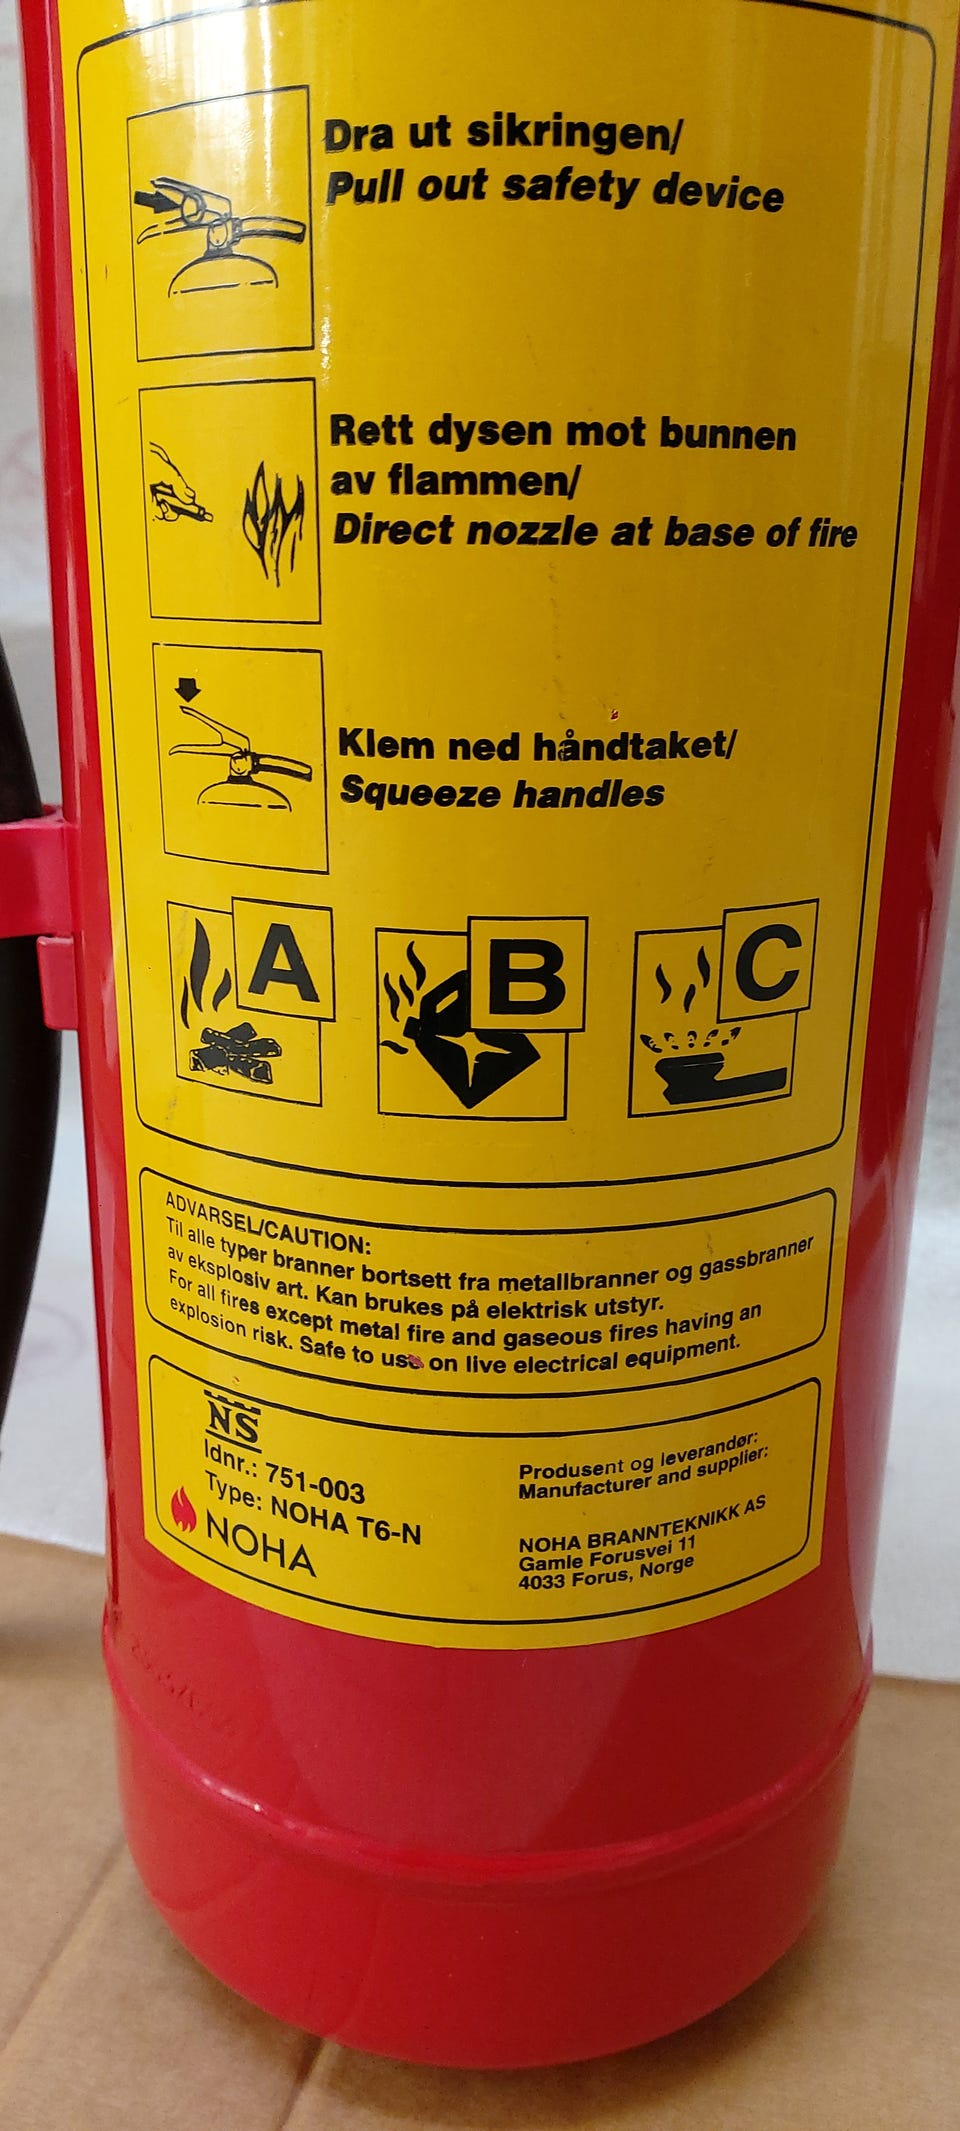 Dra ut sikringen/
Pull out safety device
Rett dysen mot bunnen
av flammen/
Direct nozzle at base of fire
Klem ned håndtaket/
Squeeze handles
A
B
C
ADVARSEL/CAUTION:
Til alle typer branner bortsett fra metallbranner og gassbranner
av eksplosiv art. Kan brukes på elektrisk utstyr.
For all fires except metal fire and gaseous fires having an
explosion risk. Safe to use on live electrical equipment.
NS
Idnr.: 751-003
Type: NOHA T6-N
NOHA
Produsent og leverandør:
Manufacturer and supplier:
NOHA BRANNTEKNIKK AS
Gamle Forusvei 11
4033 Forus, Norge